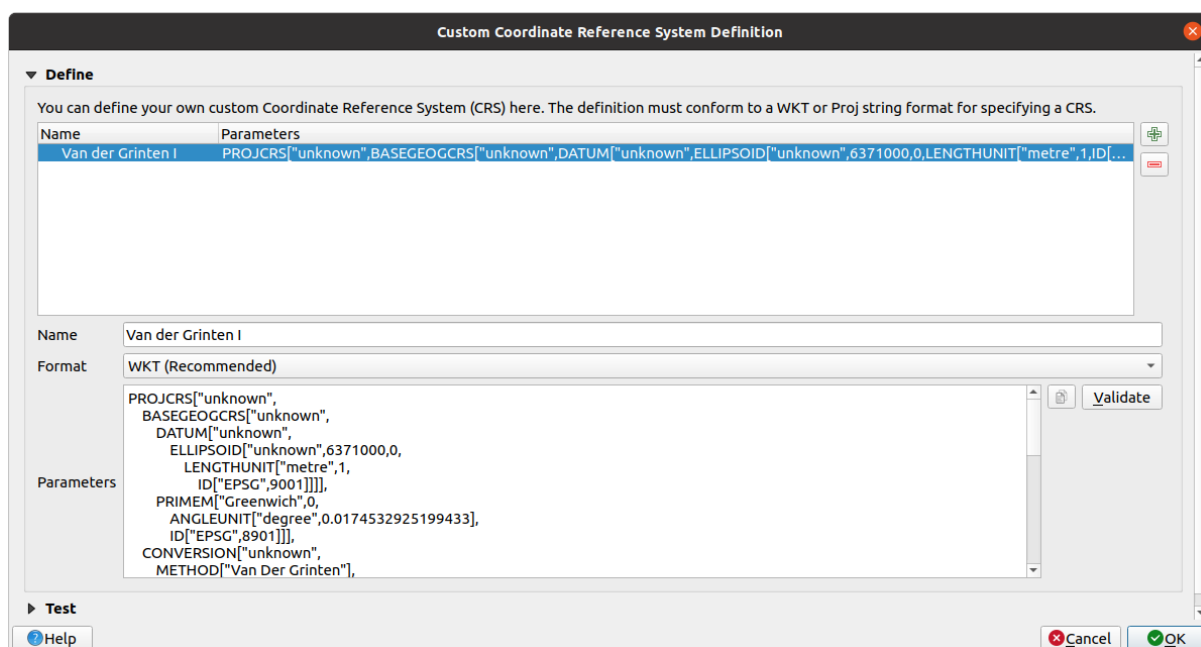 Custom Coordinate Reference System Definition
Define
You can define your own custom Coordinate Reference System (CRS) here. The definition must conform to a WKT or Proj string format for specifying a CRS.
Name Parameters
Van der Grinten I PROJCRS["unknown",BASEGEOGCRS["unknown",DATUM["unknown",ELLIPSOID["unknown",6371000,0,LENGTHUNIT["metre",1,ID[...
Name Van der Grinten I
Format WKT (Recommended)
PROJCRS["unknown",
BASEGEOGCRS["unknown",
DATUM["unknown",
ELLIPSOID["unknown",6371000,0,
LENGTHUNIT["metre",1,
ID["EPSG",9001]]]],
PRIMEM["Greenwich",0,
ANGLEUNIT["degree",0.0174532925199433],
ID["EPSG",8901]]],
CONVERSION["unknown",
METHOD["Van Der Grinten"],
Parameters
Validate
Test
Help Cancel OK